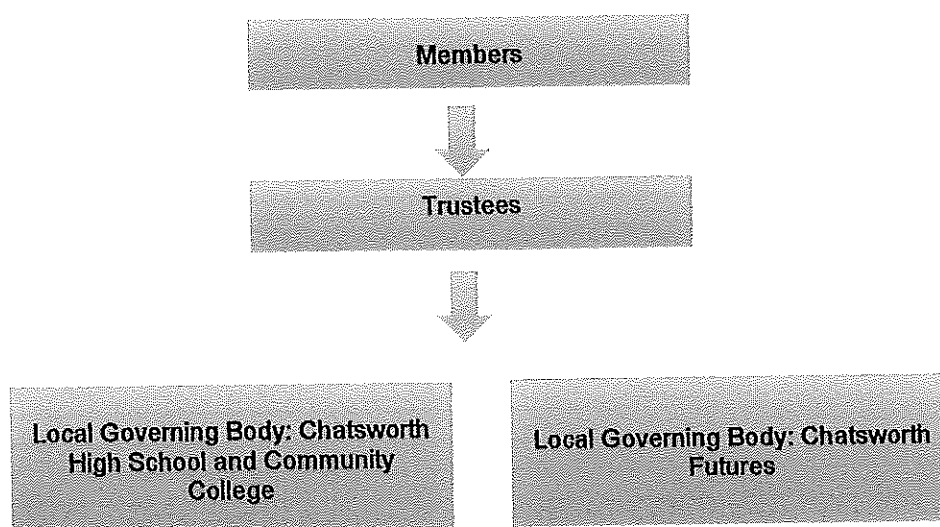 Members
Trustees
Local Governing Body: Chatsworth
High School and Community
College
Local Governing Body: Chatsworth
Futures